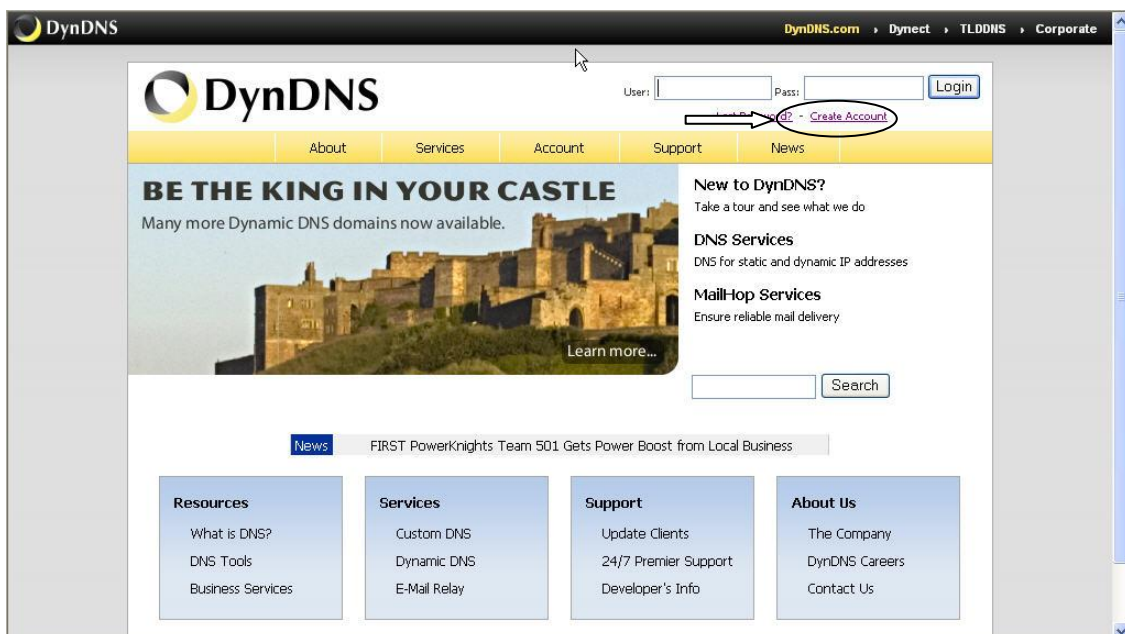 DynDNS
DynDNS.com › Dynect › TLDDNS › Corporate
DynDNS
User: Pass: Login
Lost Password? - Create Account
About Services Account Support News
BE THE KING IN YOUR CASTLE
Many more Dynamic DNS domains now available.
Learn more...
New to DynDNS?
Take a tour and see what we do
DNS Services
DNS for static and dynamic IP addresses
MailHop Services
Ensure reliable mail delivery
Search
News FIRST PowerKnights Team 501 Gets Power Boost from Local Business
Resources
What is DNS?
DNS Tools
Business Services
Services
Custom DNS
Dynamic DNS
E-Mail Relay
Support
Update Clients
24/7 Premier Support
Developer's Info
About Us
The Company
DynDNS Careers
Contact Us